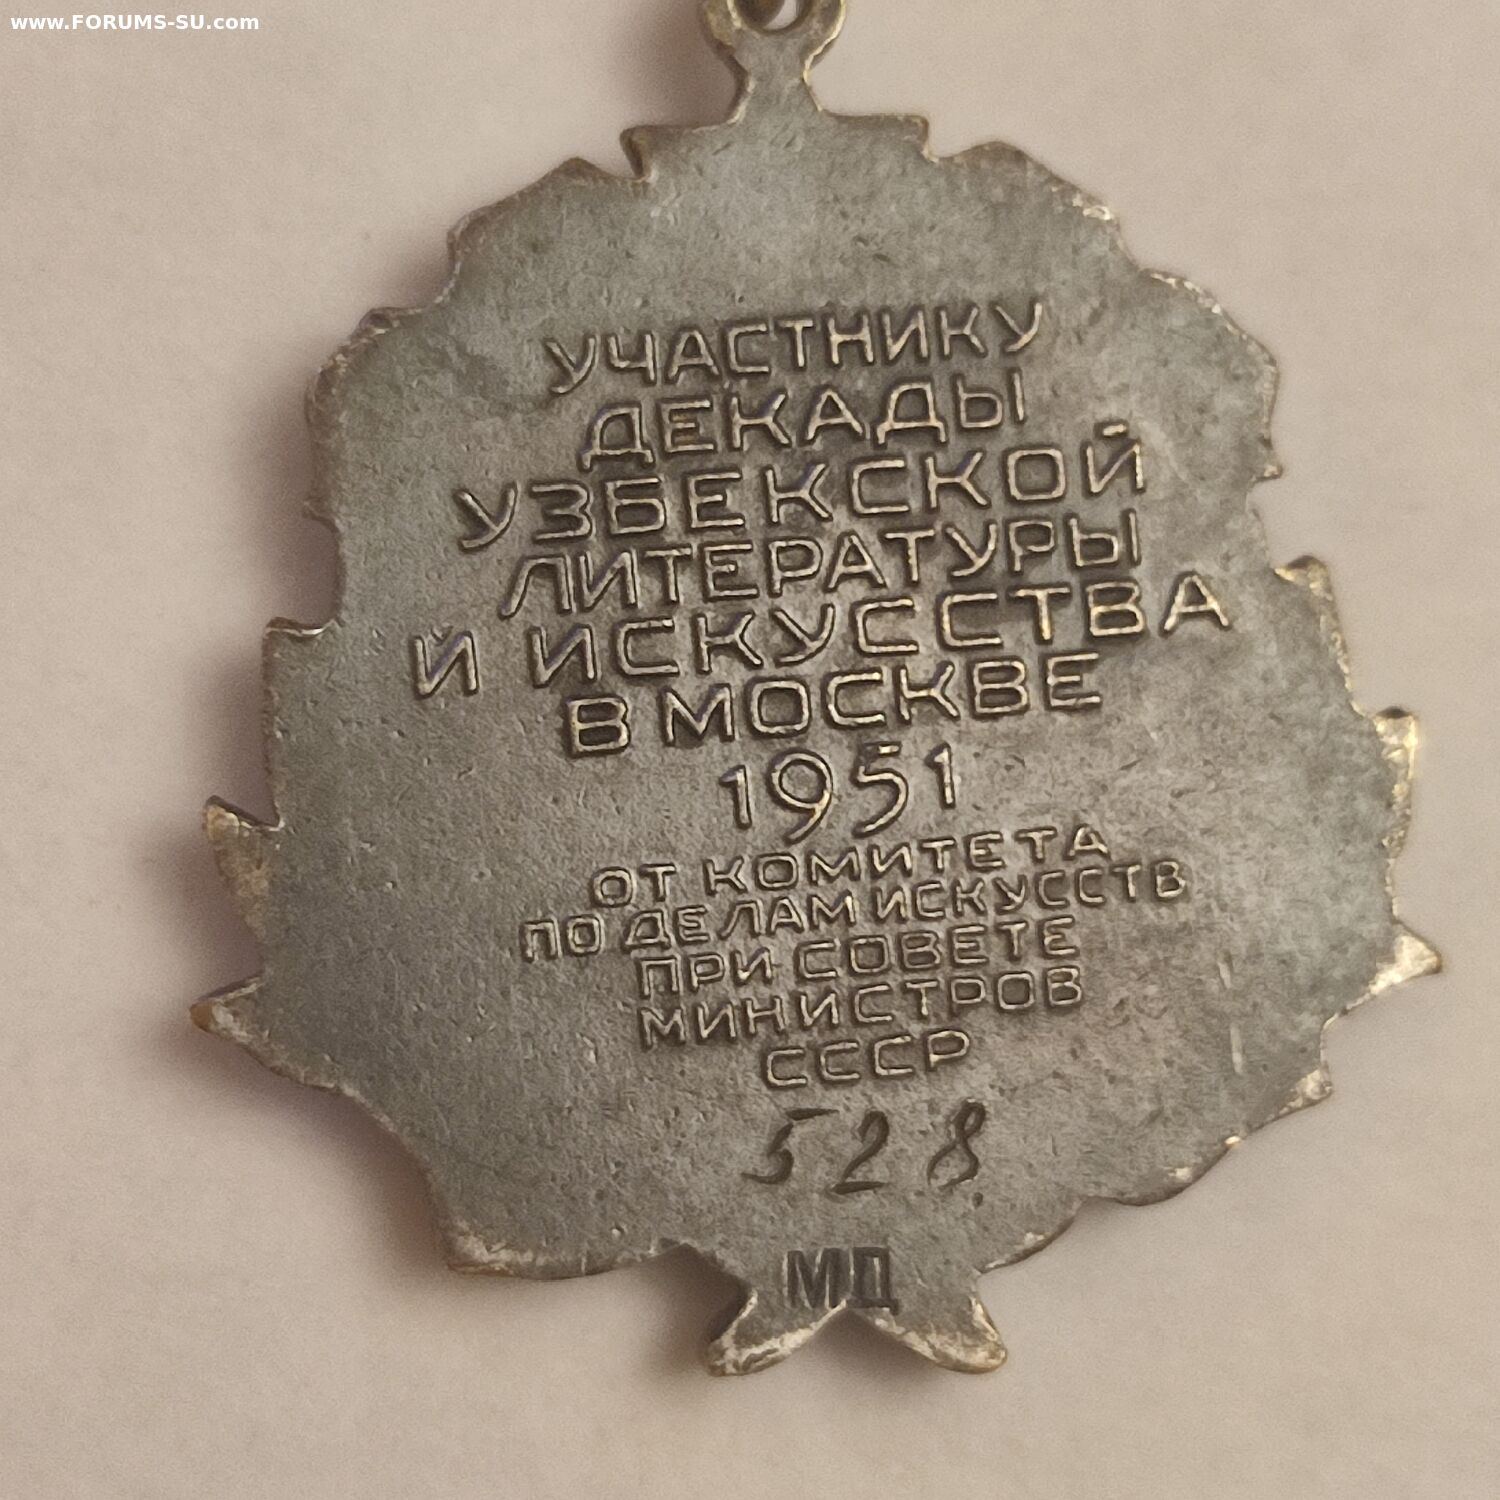 www.FORUMS-SU.com
УЧАСТНИКУ
ДЕКАДЫ
УЗБЕКСКОЙ
ЛИТЕРАТУРЫ
И ИСКУССТВА
В МОСКВЕ
1951
ОТ КОМИТЕТА
ПО ДЕЛАМ ИСКУССТВ
ПРИ СОВЕТЕ
МИНИСТРОВ
СССР
528
МД